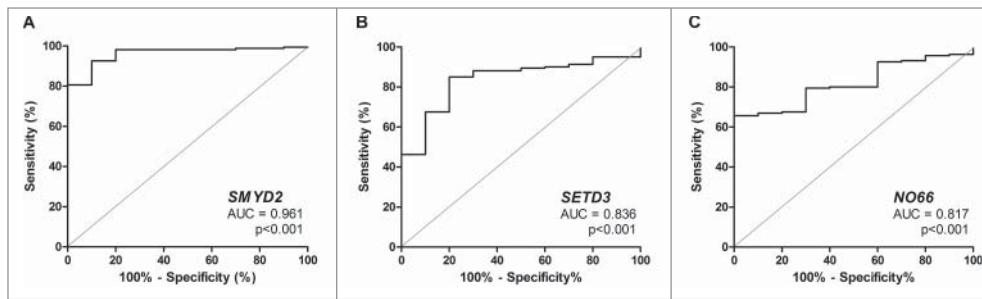 A
Sensitivity (%)
100
80
60
40
20
0
0 20 40 60 80 100
100% - Specificity (%)
SMYD2
AUC = 0.961
p<0.001
B
Sensitivity (%)
100
80
60
40
20
0
0 20 40 60 80 100
100% - Specificity%
SETD3
AUC = 0.836
p<0.001
C
Sensitivity (%)
100
80
60
40
20
0
0 20 40 60 80 100
100% - Specificity%
NO66
AUC = 0.817
p<0.001